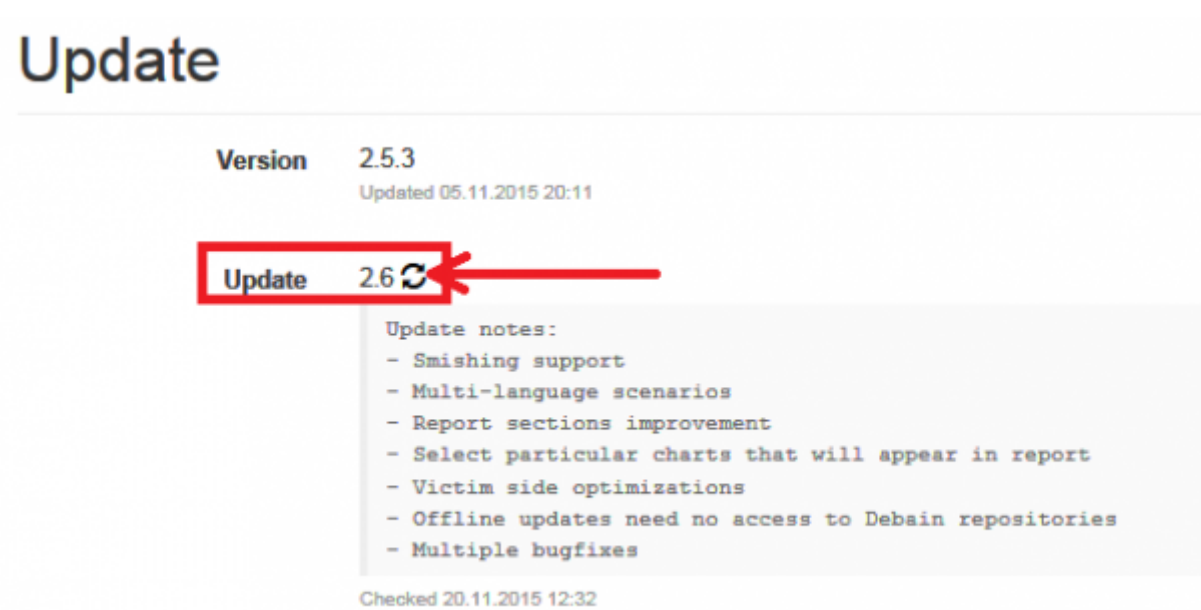 Update
Version 2.5.3
Updated 05.11.2015 20:11
Update 2.6
Update notes:
- Smishing support
- Multi-language scenarios
- Report sections improvement
- Select particular charts that will appear in report
- Victim side optimizations
- Offline updates need no access to Debain repositories
- Multiple bugfixes
Checked 20.11.2015 12:32